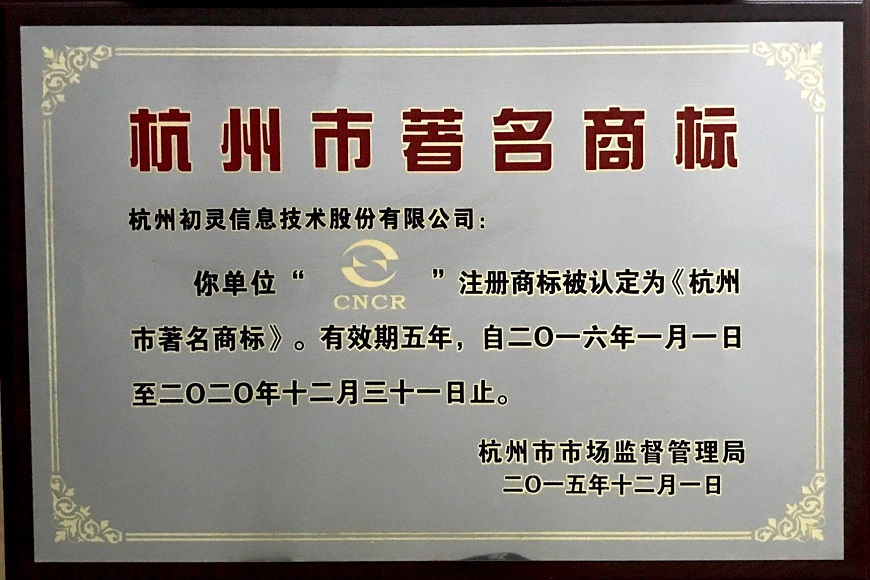 杭州市著名商标
杭州初灵信息技术股份有限公司：
你单位“ CNCR ”注册商标被认定为《杭州
市著名商标》。有效期五年，自二〇一六年一月一日
至二〇二〇年十二月三十一日止。
杭州市市场监督管理局
二〇一五年十二月一日